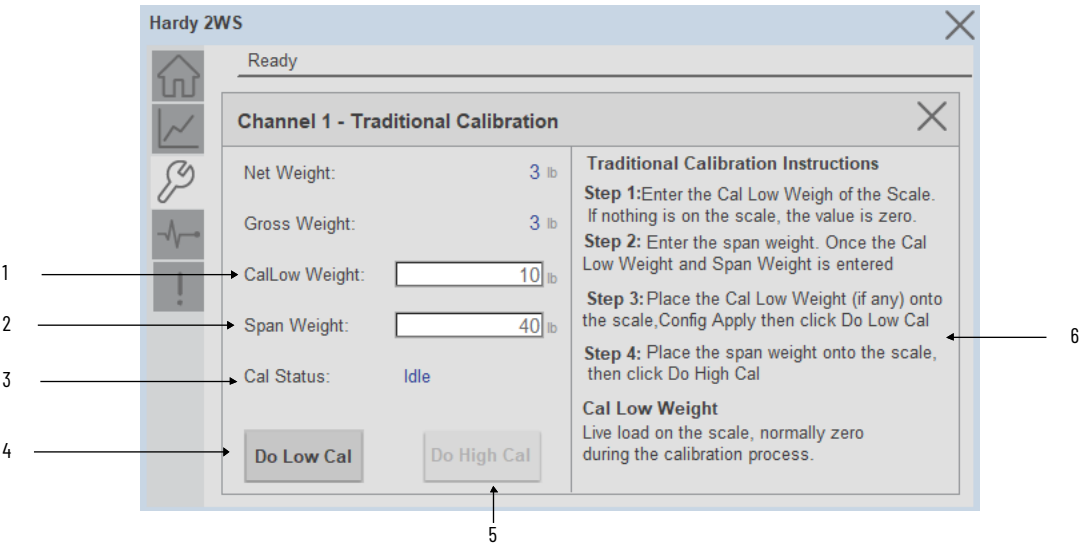 Hardy 2WS
Ready
Channel 1 - Traditional Calibration
Net Weight: 3 lb
Gross Weight: 3 lb
1
CalLow Weight: 10 lb
2
Span Weight: 40 lb
3
Cal Status: Idle
4
Do Low Cal
Do High Cal
5
Traditional Calibration Instructions
Step 1:Enter the Cal Low Weigh of the Scale.
If nothing is on the scale, the value is zero.
Step 2: Enter the span weight. Once the Cal
Low Weight and Span Weight is entered
Step 3: Place the Cal Low Weight (if any) onto
the scale,Config Apply then click Do Low Cal
Step 4: Place the span weight onto the scale,
then click Do High Cal
Cal Low Weight
Live load on the scale, normally zero
during the calibration process.
6